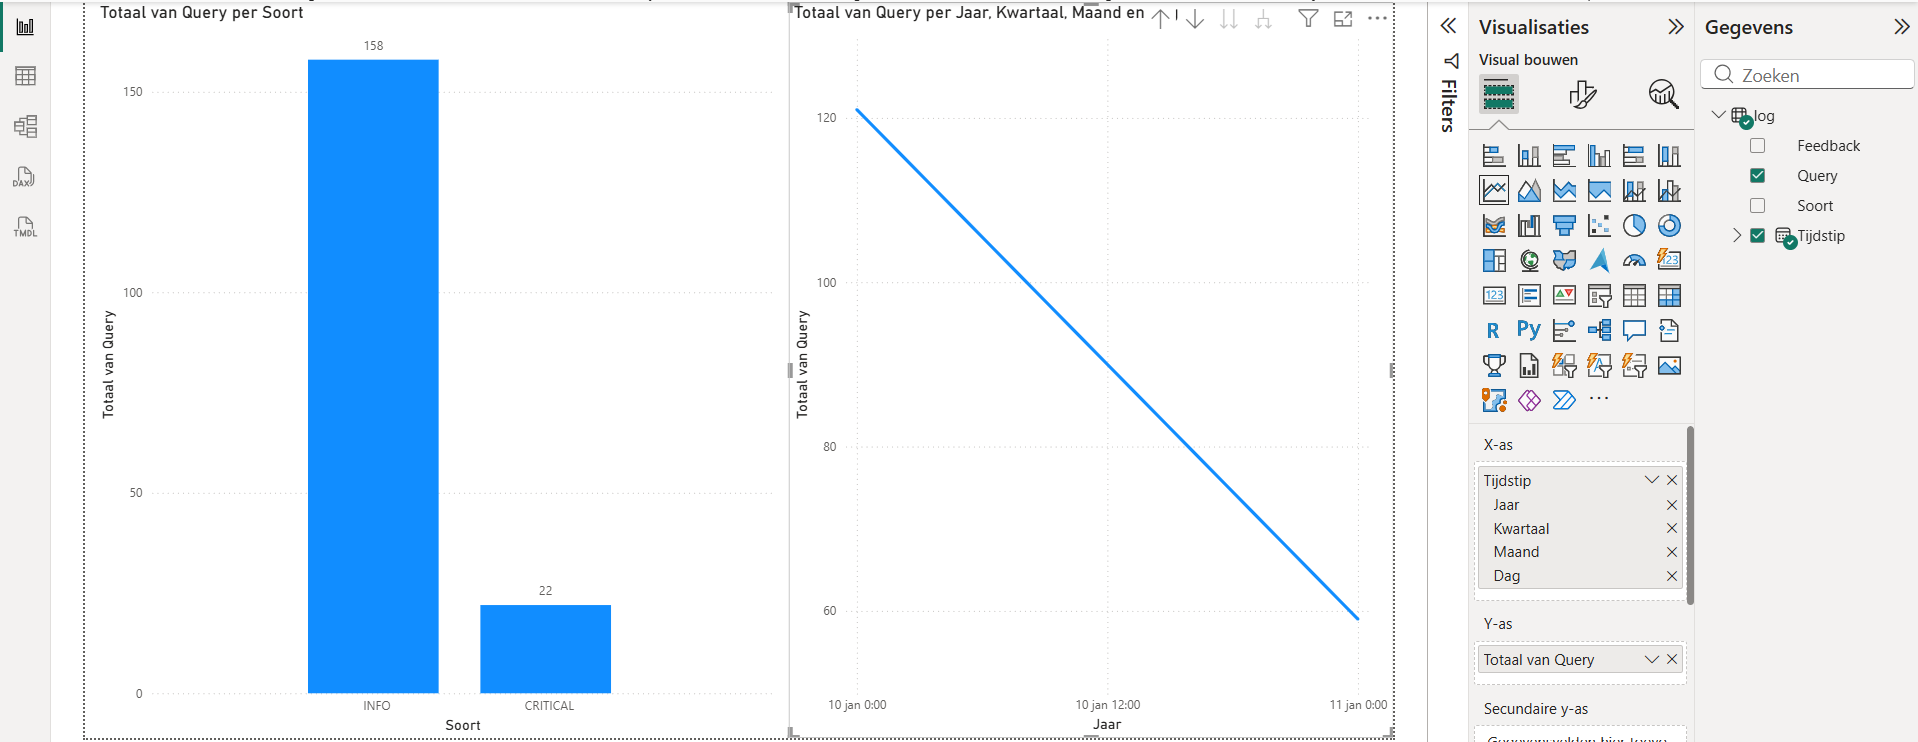 Totaal van Query per Soort
158
150
100
50
0
22
INFO
CRITICAL
Soort
Totaal van Query
Totaal van Query per Jaar, Kwartaal, Maand en
120
100
80
60
10 jan 0:00
10 jan 12:00
11 jan 0:00
Jaar
Totaal van Query
DAX
TMDL
Filters
Visualisaties
Visual bouwen
123
123
R
Py
X-as
Tijdstip
Jaar
Kwartaal
Maand
Dag
Y-as
Totaal van Query
Secundaire y-as
Gegevens
Zoeken
log
Feedback
Query
Soort
Tijdstip